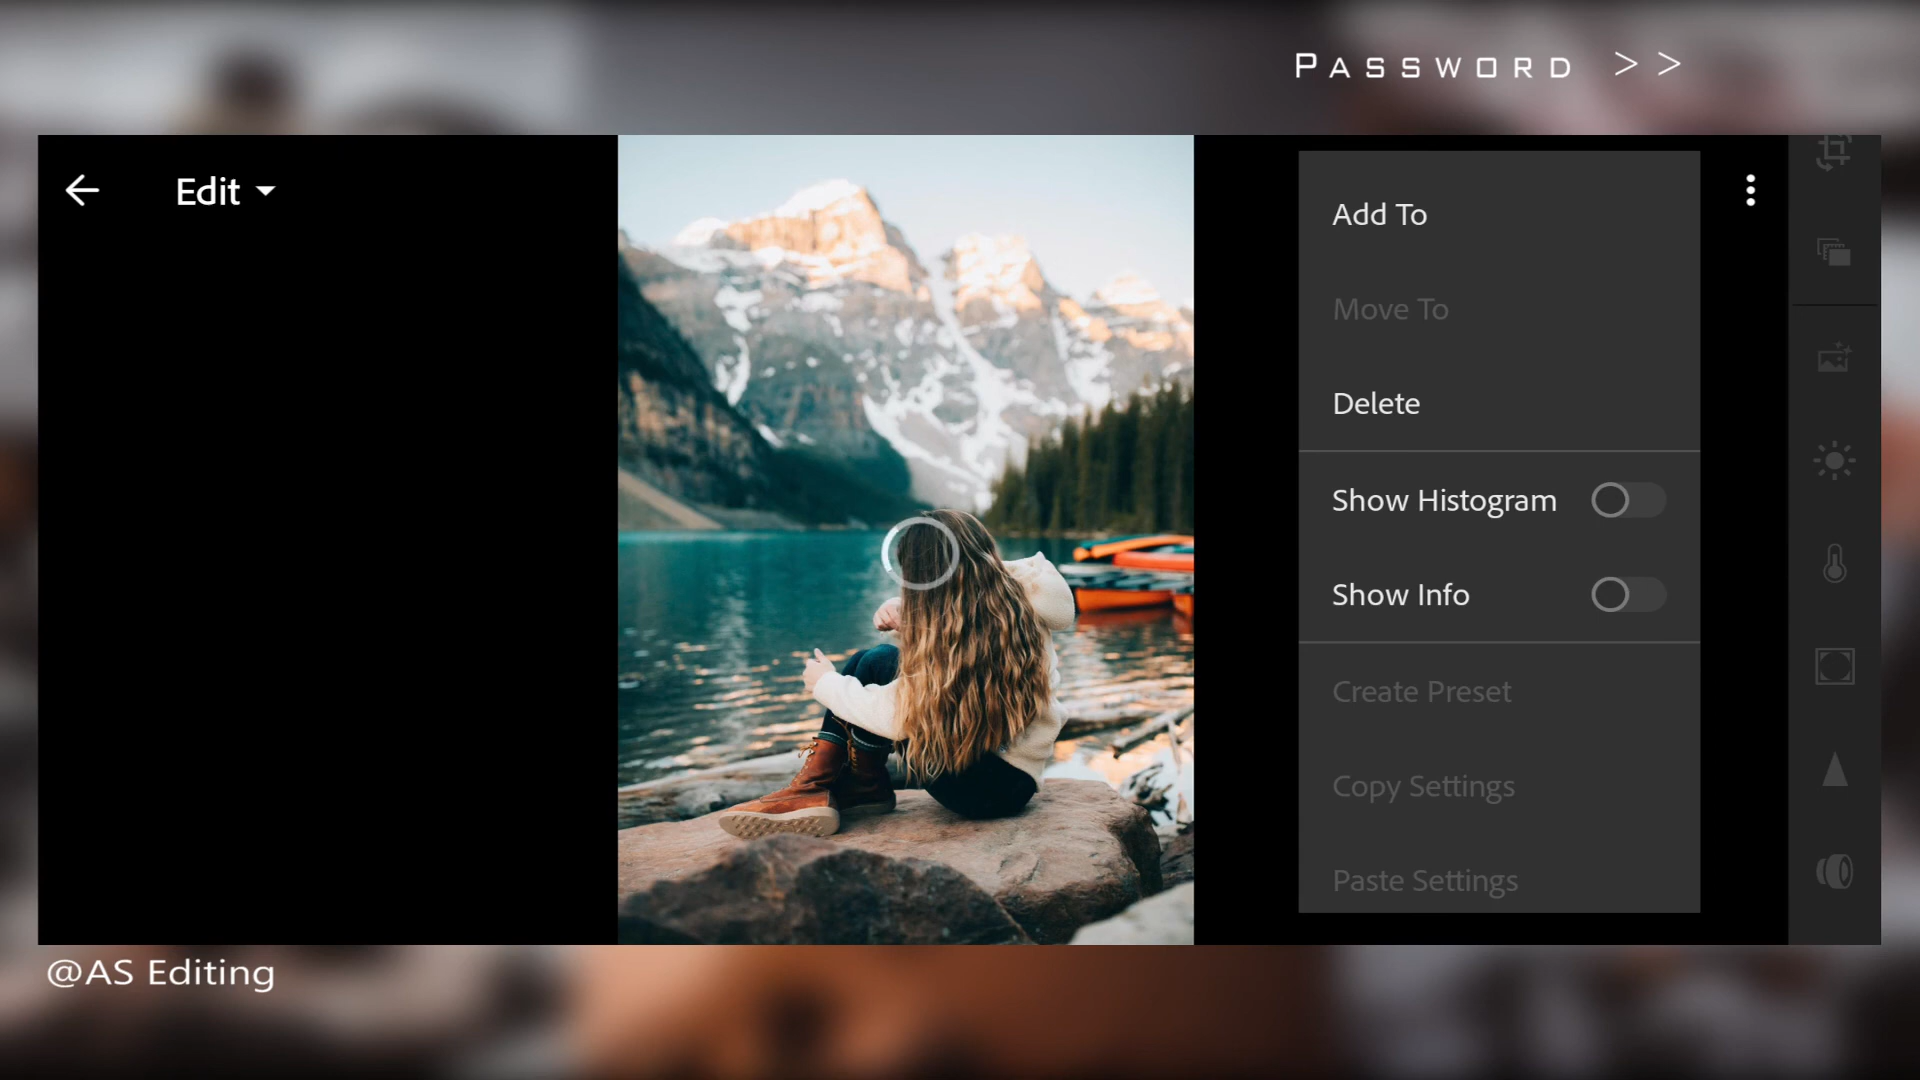 PASSWORD >>
Edit
Add To
Move To
Delete
Show Histogram
Show Info
Create Preset
Copy Settings
Paste Settings
@AS Editing